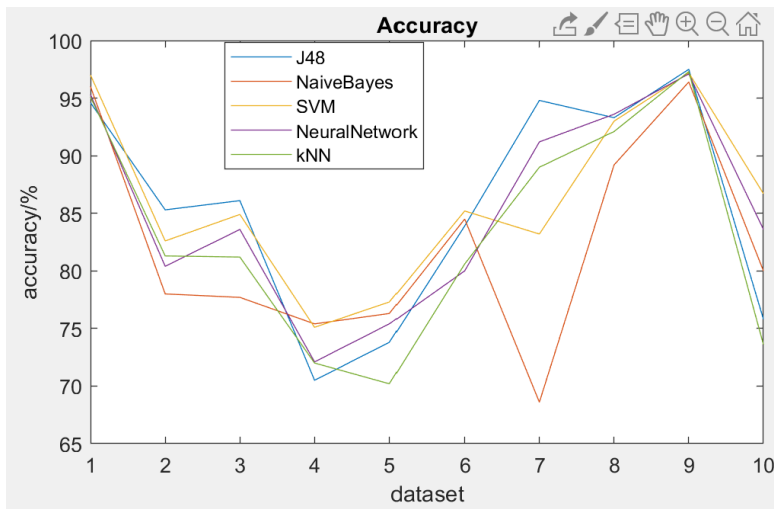 Accuracy
100
95
90
85
80
75
70
65
accuracy/%
J48
NaiveBayes
SVM
NeuralNetwork
kNN
1 2 3 4 5 6 7 8 9 10
dataset